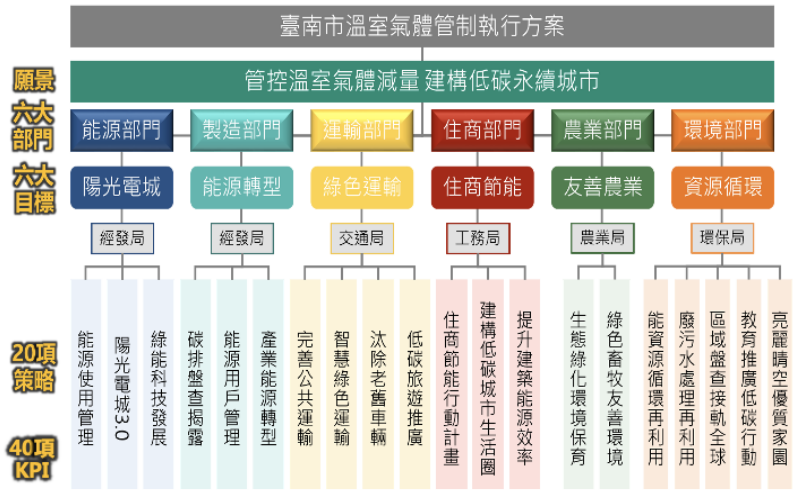 臺南市溫室氣體管制執行方案
願景
管控溫室氣體減量 建構低碳永續城市
六大
部門
能源部門
製造部門
運輸部門
住商部門
農業部門
環境部門
六大
目標
陽光電城
能源轉型
綠色運輸
住商節能
友善農業
資源循環
經發局
經發局
交通局
工務局
農業局
環保局
20項
策略
40項
KPI
能源使用管理
陽光電城3.0
綠能科技發展
碳排盤查揭露
能源用戶管理
產業能源轉型
完善公共運輸
智慧綠色運輸
汰除老舊車輛
低碳旅遊推廣
住商節能行動計畫
建構低碳城市生活圈
提升建築能源效率
生態綠化環境保育
綠色畜牧友善環境
能資源循環再利用
廢污水處理再利用
區域盤查接軌全球
教育推廣低碳行動
亮麗晴空優質家園